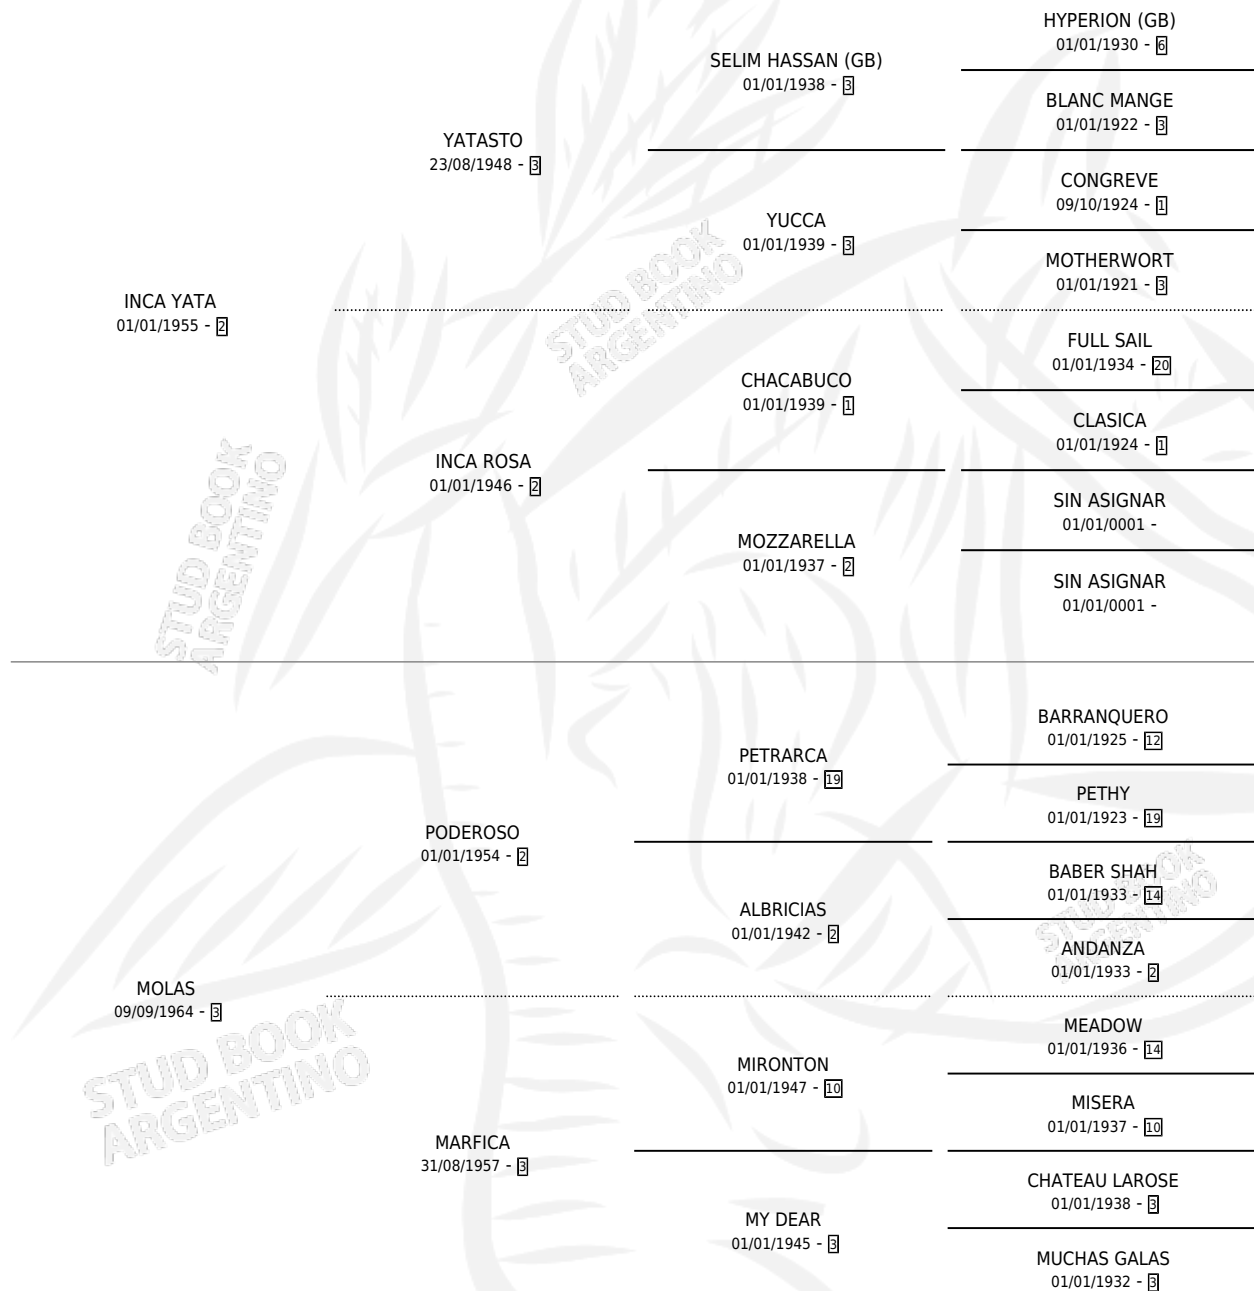 HYPERION (GB)
01/01/1930 - 6
SELIM HASSAN (GB)
01/01/1938 - 3
BLANC MANGE
01/01/1922 - 3
YATASTO
23/08/1948 - 3
CONGREVE
09/10/1924 - 1
YUCCA
01/01/1939 - 3
MOTHERWORT
01/01/1921 - 3
INCA YATA
01/01/1955 - 2
FULL SAIL
01/01/1934 - 20
CHACABUCO
01/01/1939 - 1
CLASICA
01/01/1924 - 1
INCA ROSA
01/01/1946 - 2
SIN ASIGNAR
01/01/0001 -
MOZZARELLA
01/01/1937 - 2
SIN ASIGNAR
01/01/0001 -
BARRANQUERO
01/01/1925 - 12
PETRARCA
01/01/1938 - 19
PETHY
01/01/1923 - 19
PODEROSO
01/01/1954 - 2
BABER SHAH
01/01/1933 - 14
ALBRICIAS
01/01/1942 - 2
ANDANZA
01/01/1933 - 2
MOLAS
09/09/1964 - 3
MEADOW
01/01/1936 - 14
MIRONTON
01/01/1947 - 10
MISERA
01/01/1937 - 10
MARFICA
31/08/1957 - 3
CHATEAU LAROSE
01/01/1938 - 3
MY DEAR
01/01/1945 - 3
MUCHAS GALAS
01/01/1932 - 3
STUD BOOK
ARGENTINO
STUD BOOK
ARGENTINO
STUD BOOK
ARGENTINO
STUD BOOK
ARGENTINO